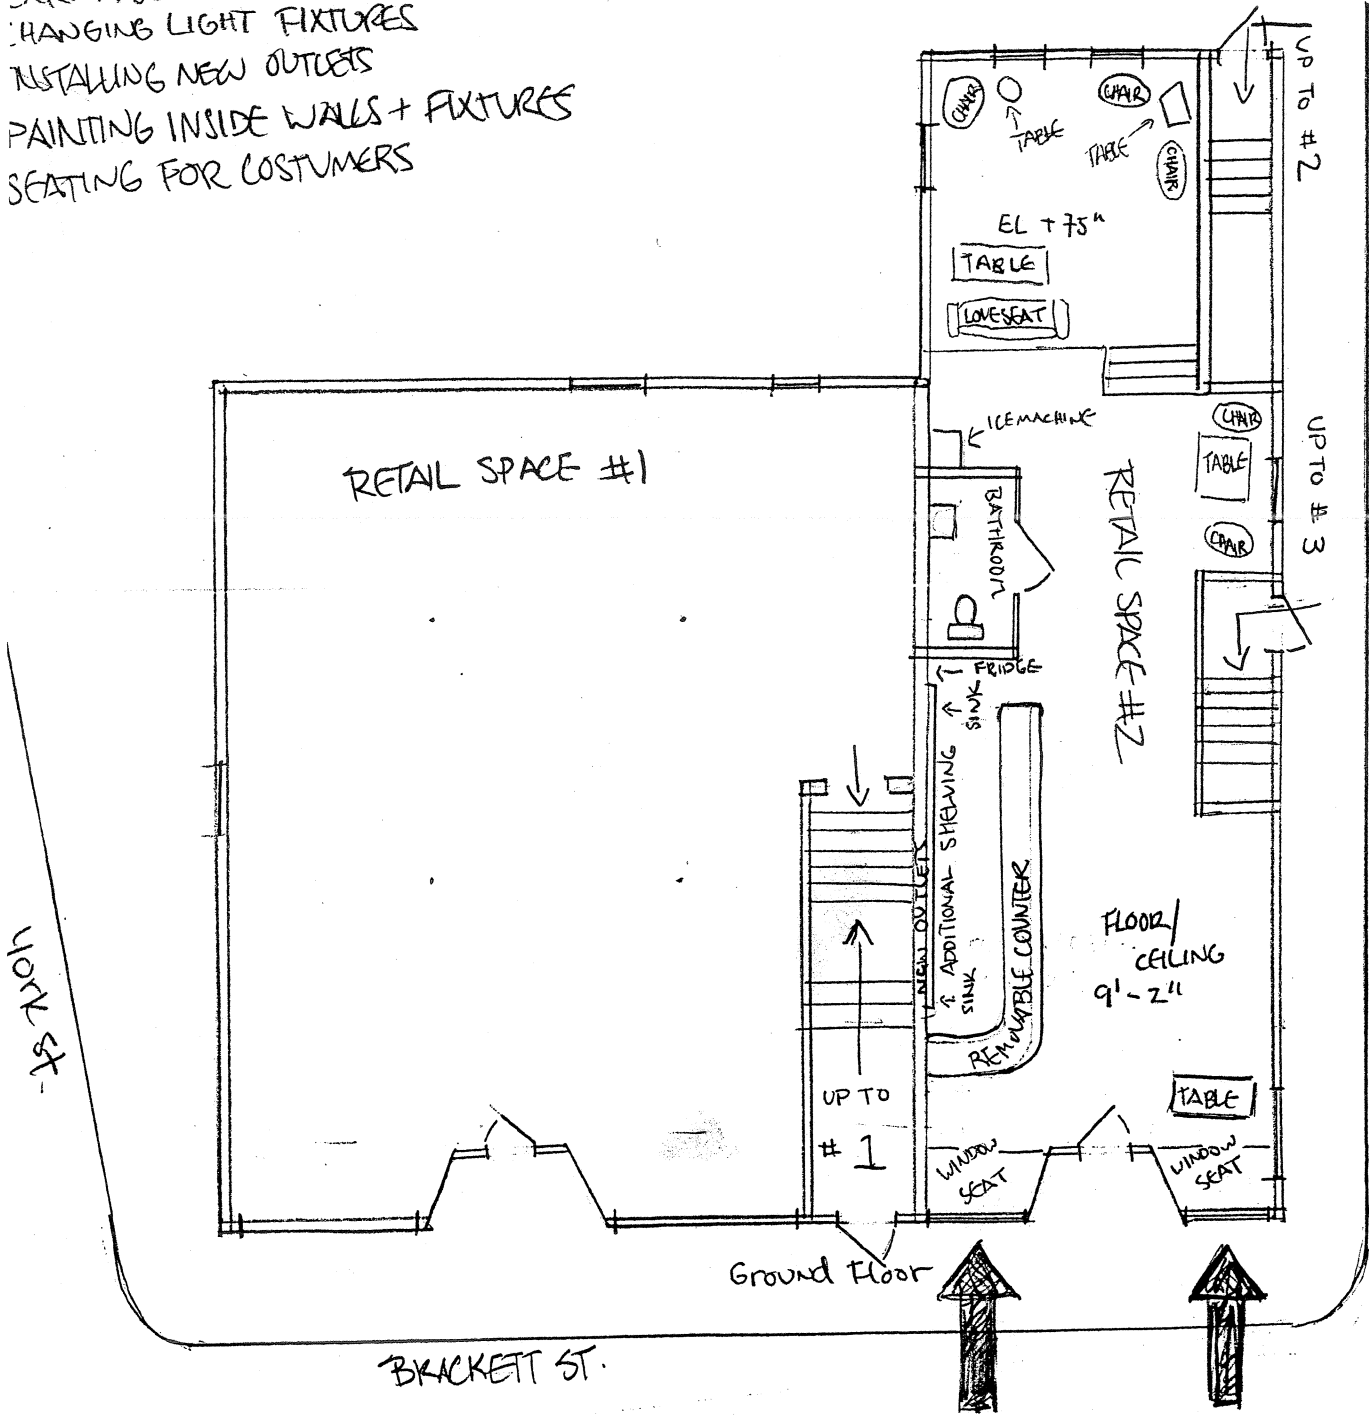 CHANGING LIGHT FIXTURES
INSTALLING NEW OUTLETS
PAINTING INSIDE WALLS + FIXTURES
SEATING FOR COSTUMERS
UP TO #2
CHAIR
TABLE
CHAIR
TABLE
CHAIR
EL +75"
TABLE
LOVESEAT
ICEMACHINE
CHAIR
TABLE
CHAIR
UP TO #3
RETAIL SPACE #1
BATHROOM
RETAIL SPACE #2
FRIDGE
SINK
ADDITIONAL SHELVING
NEW OUTLET
SINK
REMOVABLE COUNTER
FLOOR/
CEILING
9'-2"
YORK ST.
UP TO
# 1
TABLE
WINDOW
SEAT
WINDOW
SEAT
Ground Floor
BRACKETT ST.